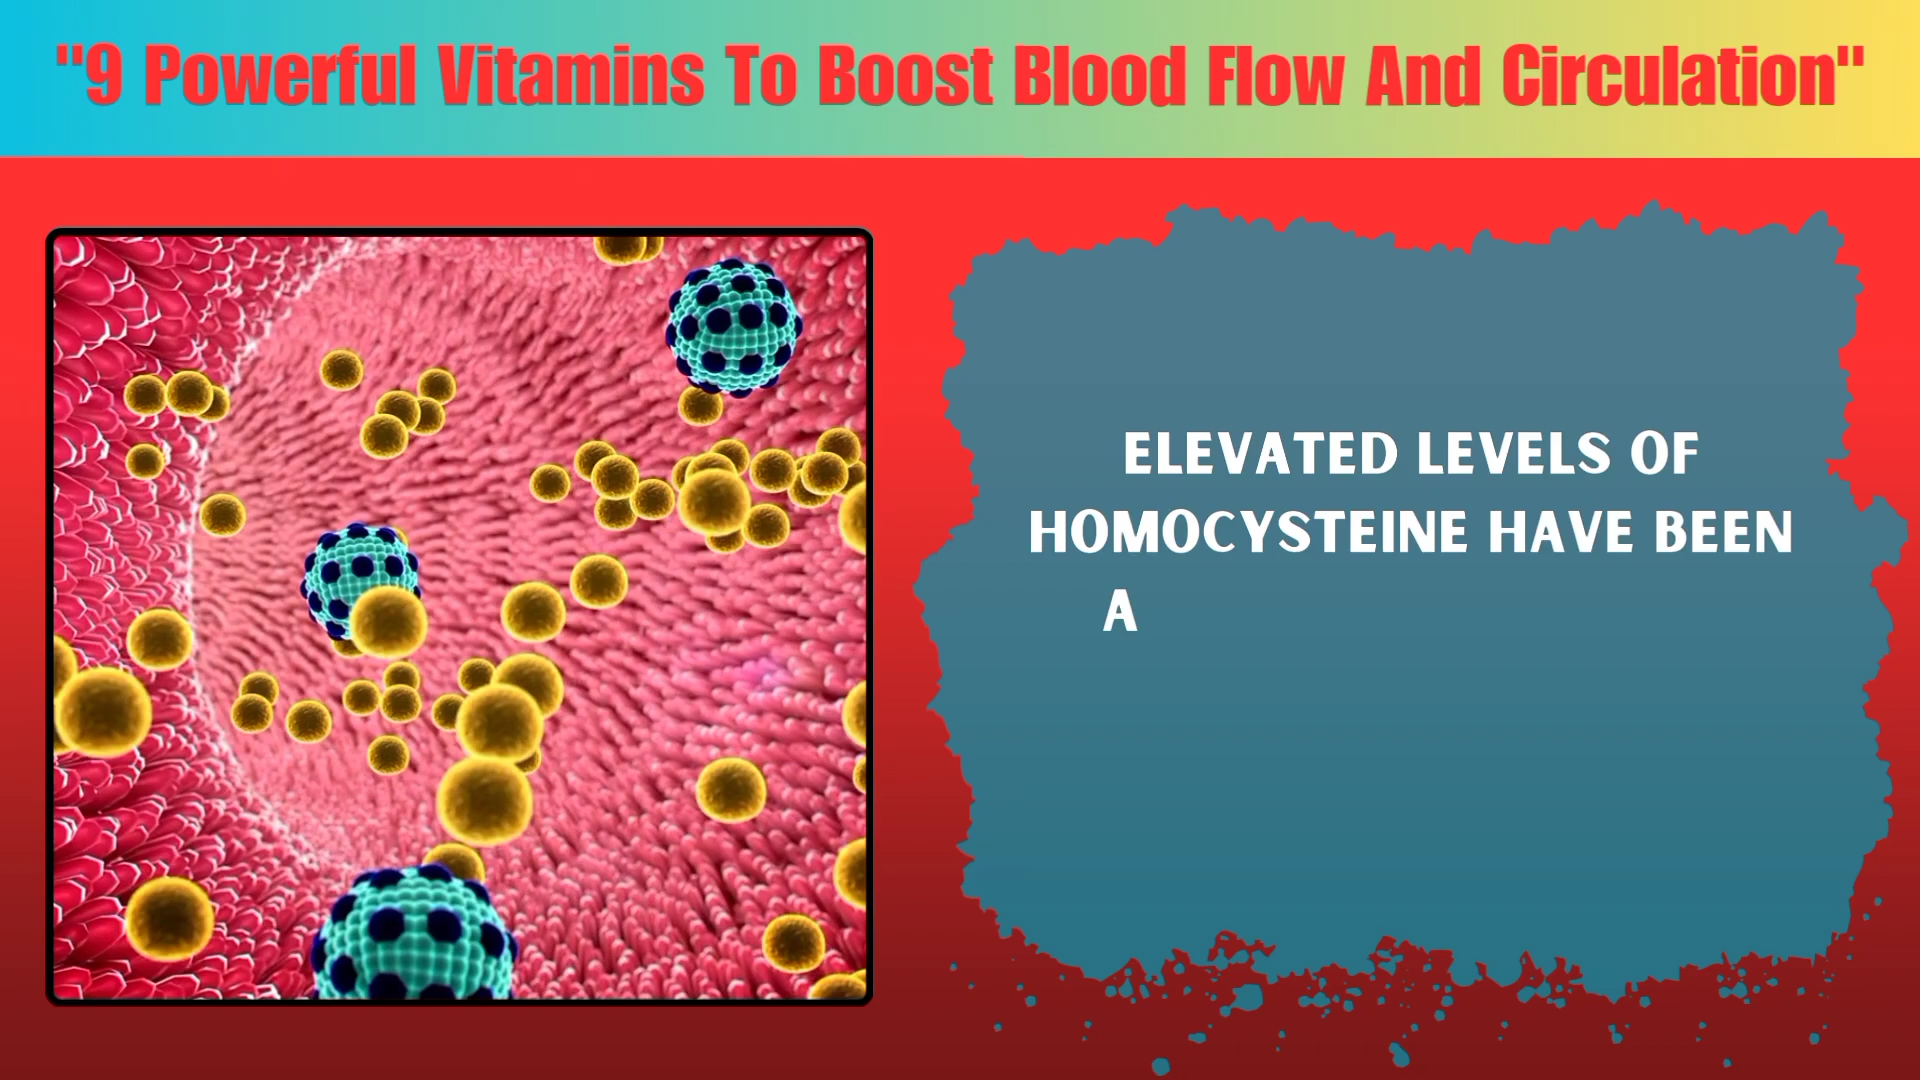 "9 Powerful Vitamins To Boost Blood Flow And Circulation"
ELEVATED LEVELS OF
HOMOCYSTEINE HAVE BEEN
A